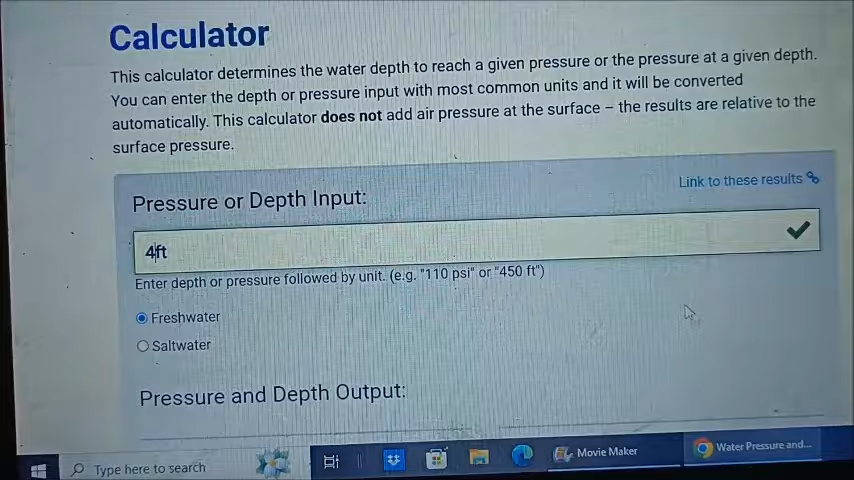 Calculator
This calculator determines the water depth to reach a given pressure or the pressure at a given depth.
You can enter the depth or pressure input with most common units and it will be converted
automatically. This calculator does not add air pressure at the surface – the results are relative to the
surface pressure.
Link to these results
Pressure or Depth Input:
4ft
Enter depth or pressure followed by unit. (e.g. "110 psi" or "450 ft")
Freshwater
Saltwater
Pressure and Depth Output:
Type here to search
Movie Maker
Water Pressure and...